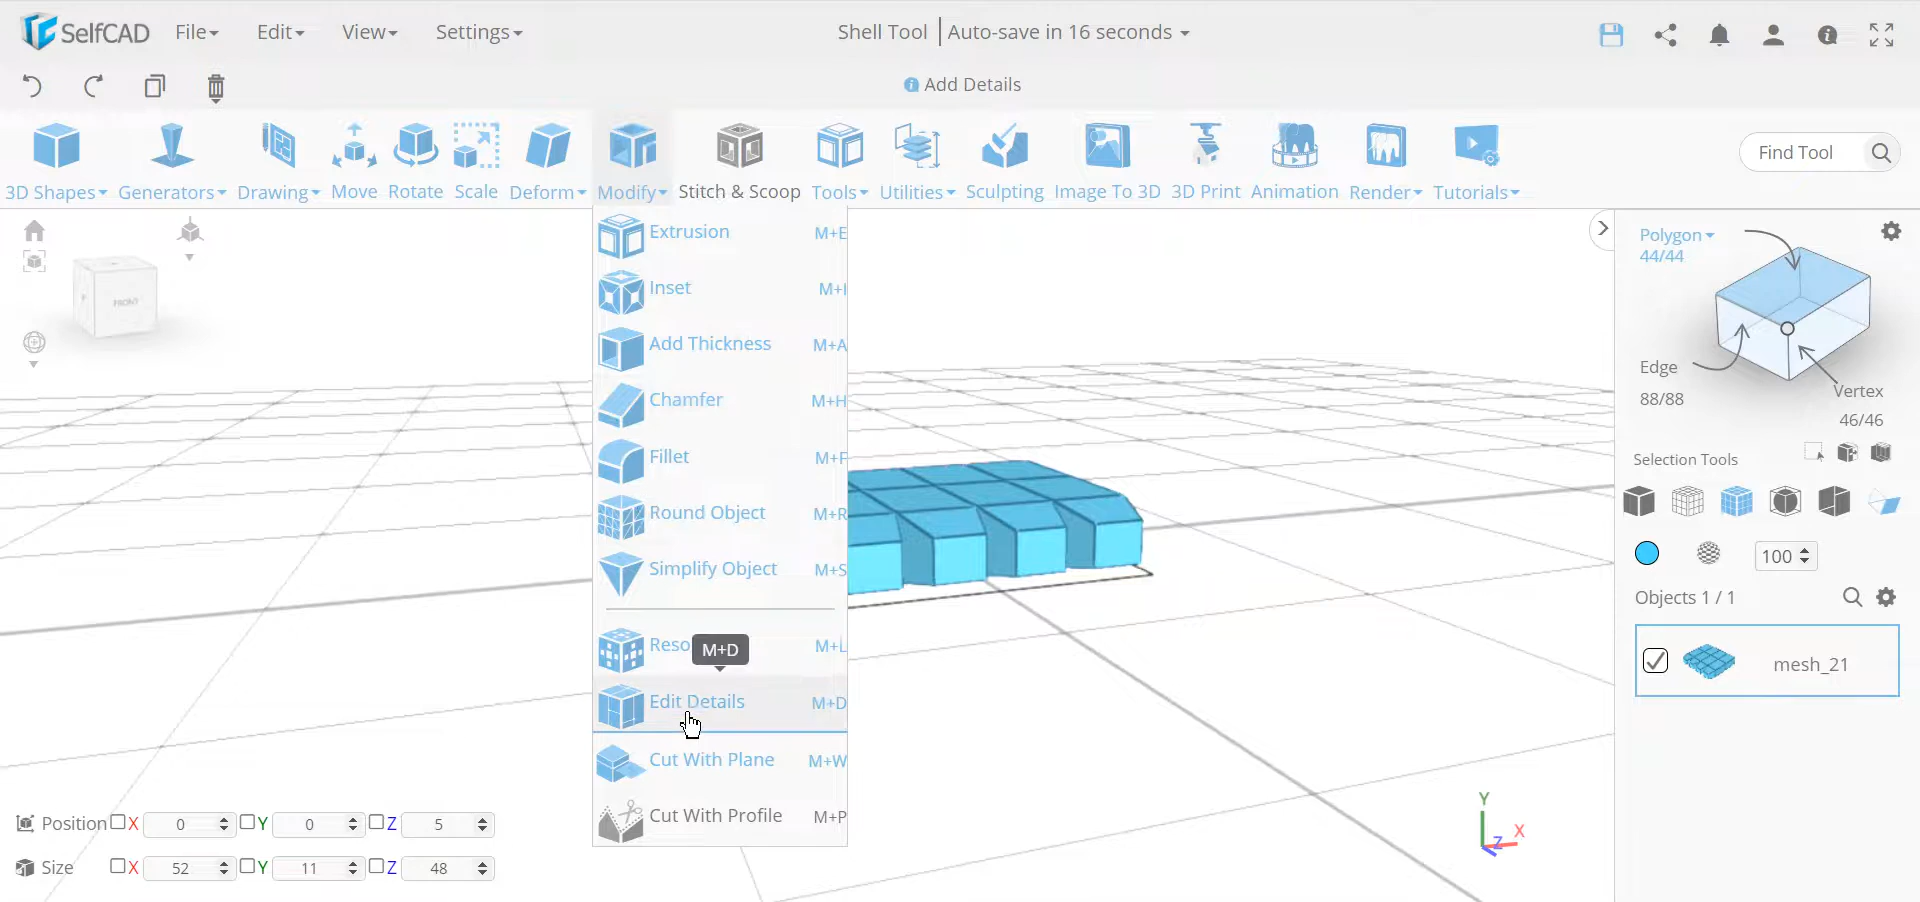 SelfCAD File Edit View Settings Shell Tool Auto-save in 16 seconds
Add Details
3D Shapes Generators Drawing Move Rotate Scale Deform Modify Stitch & Scoop Tools Utilities Sculpting Image To 3D 3D Print Animation Render Tutorials
Find Tool
FRONT
Extrusion M+E
Inset M+I
Add Thickness M+A
Chamfer M+H
Fillet M+F
Round Object M+R
Simplify Object M+S
Reso M+L
M+D
Edit Details M+D
Cut With Plane M+W
Cut With Profile M+P
Polygon
44/44
Edge
88/88
Vertex
46/46
Selection Tools
100
Objects 1 / 1
mesh_21
Y
X
Z
Position X 0 Y 0 Z 5
Size X 52 Y 11 Z 48